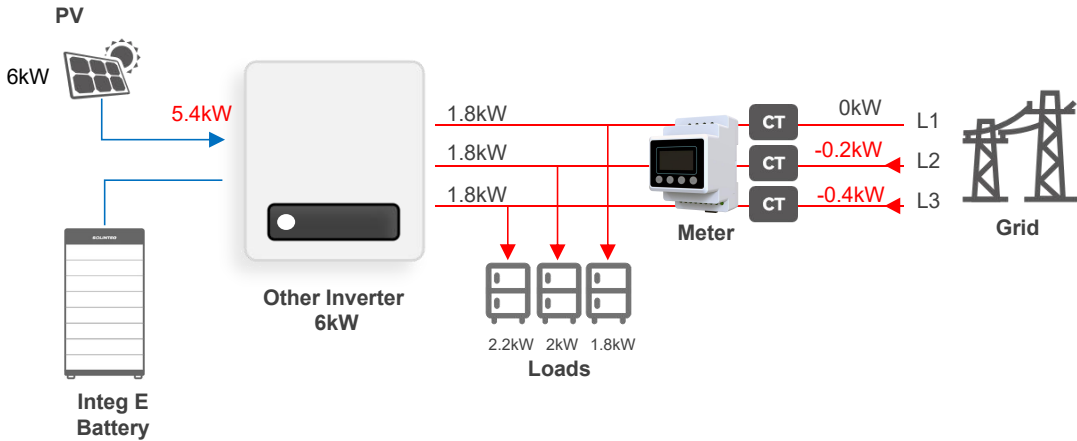 PV
6kW
5.4kW
1.8kW
1.8kW
1.8kW
CT
CT
CT
0kW
-0.2kW
-0.4kW
L1
L2
L3
Grid
Meter
Other Inverter
6kW
2.2kW 2kW 1.8kW
Loads
SOLINTEG
Integ E
Battery